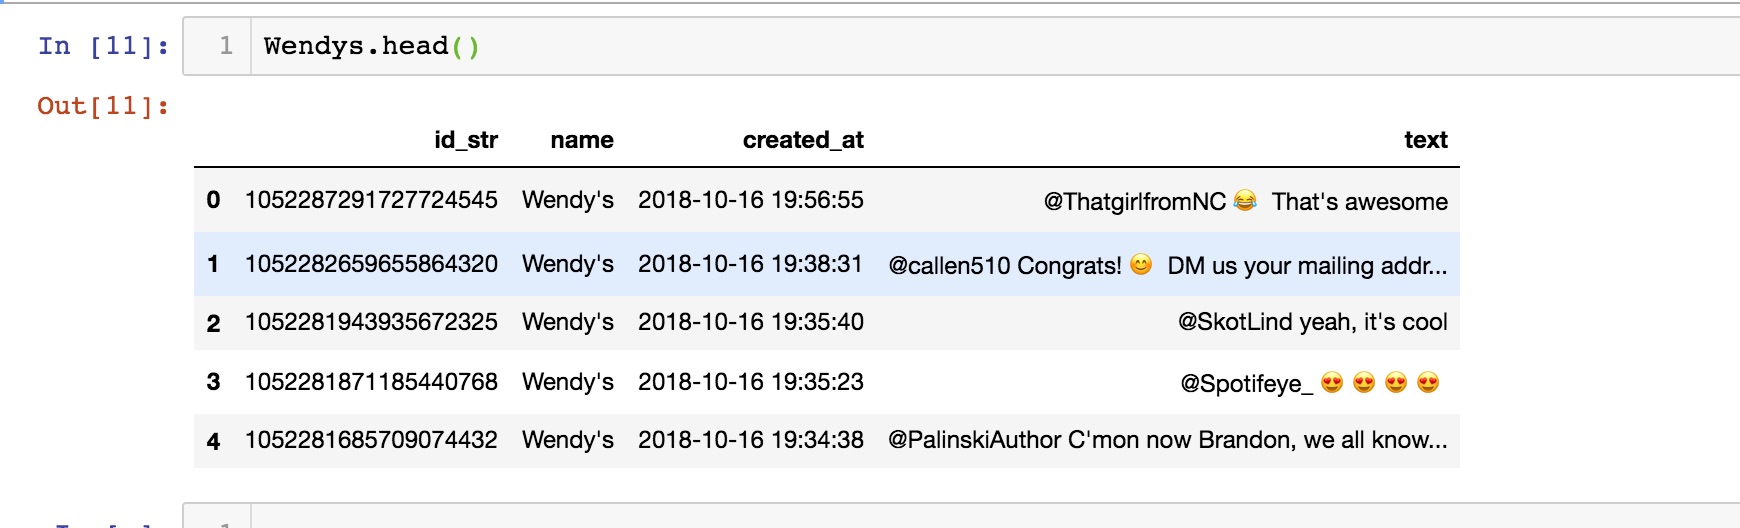 In [11]: 1 Wendys.head()
Out[11]:
id_str name created_at text
0 1052287291727724545 Wendy's 2018-10-16 19:56:55 @ThatgirlfromNC 😂 That's awesome
1 1052282659655864320 Wendy's 2018-10-16 19:38:31 @callen510 Congrats! 😊 DM us your mailing addr...
2 1052281943935672325 Wendy's 2018-10-16 19:35:40 @SkotLind yeah, it's cool
3 1052281871185440768 Wendy's 2018-10-16 19:35:23 @Spotifeye_ 😍 😍 😍 😍
4 1052281685709074432 Wendy's 2018-10-16 19:34:38 @PalinskiAuthor C'mon now Brandon, we all know...